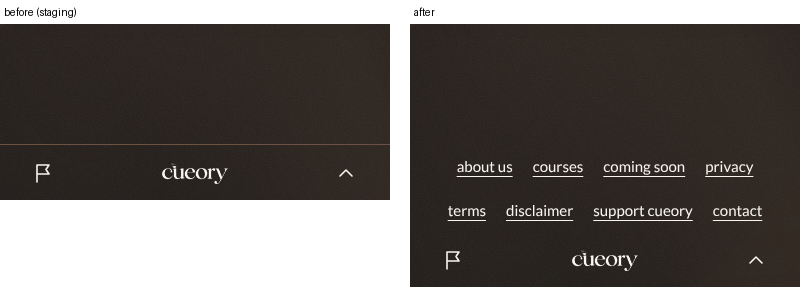 before (staging)
after
cueory
about us courses coming soon privacy
terms disclaimer support cueory contact
cueory